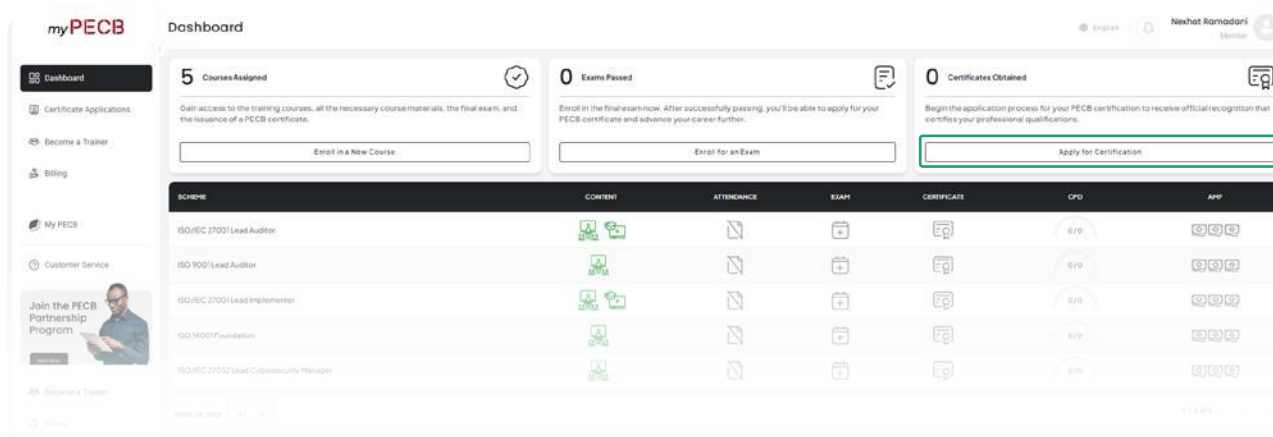 myPECB
Dashboard
English
Nexhat Ramadani
Member
Dashboard
Certificate Applications
Become a Trainer
Billing
My PECB
Customer Service
Join the PECB
Partnership
Program
Become a Trainer
Billing
5 Courses Assigned
Gain access to the training courses, all the necessary course materials, the final exam, and
the issuance of a PECB certificate.
Enroll in a New Course
0 Exams Passed
Enroll in the final exam now. After successfully passing, you'll be able to apply for your
PECB certificate and advance your career further.
Enroll for an Exam
0 Certificates Obtained
Begin the application process for your PECB certification to receive official recognition that
certifies your professional qualifications.
Apply for Certification
SCHEME CONTENT ATTENDANCE EXAM CERTIFICATE CPD AMF
ISO/IEC 27001 Lead Auditor 0/0
ISO 9001 Lead Auditor 0/0
ISO/IEC 27001 Lead Implementer 0/0
ISO 14001 Foundation 0/0
ISO/IEC 27032 Lead Cybersecurity Manager 0/0
Items per page 10